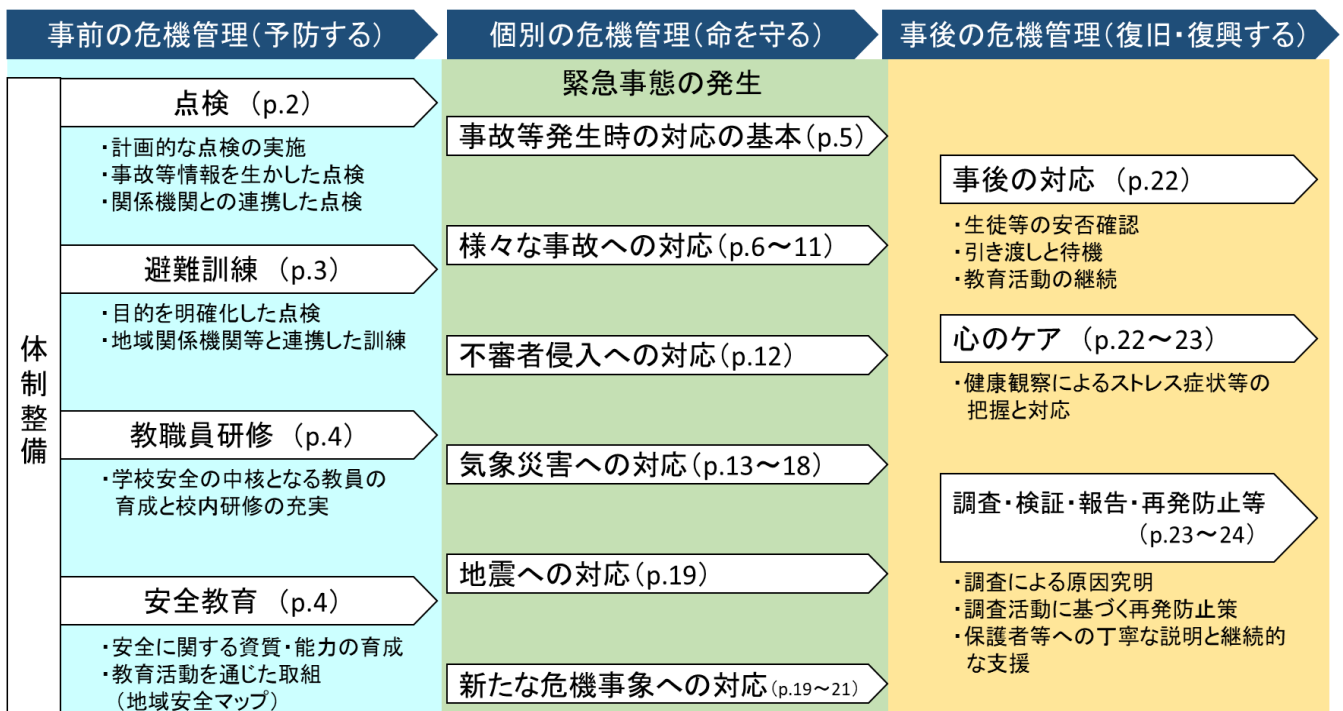 事前の危機管理(予防する)
個別の危機管理(命を守る)
事後の危機管理(復旧・復興する)
体制整備
点検 (p.2)
・計画的な点検の実施
・事故等情報を生かした点検
・関係機関との連携した点検
避難訓練 (p.3)
・目的を明確化した点検
・地域関係機関等と連携した訓練
教職員研修 (p.4)
・学校安全の中核となる教員の
育成と校内研修の充実
安全教育 (p.4)
・安全に関する資質・能力の育成
・教育活動を通じた取組
(地域安全マップ)
緊急事態の発生
事故等発生時の対応の基本(p.5)
様々な事故への対応(p.6~11)
不審者侵入への対応(p.12)
気象災害への対応(p.13~18)
地震への対応(p.19)
新たな危機事象への対応(p.19~21)
事後の対応 (p.22)
・生徒等の安否確認
・引き渡しと待機
・教育活動の継続
心のケア (p.22~23)
・健康観察によるストレス症状等の
把握と対応
調査・検証・報告・再発防止等
(p.23~24)
・調査による原因究明
・調査活動に基づく再発防止策
・保護者等への丁寧な説明と継続的
な支援